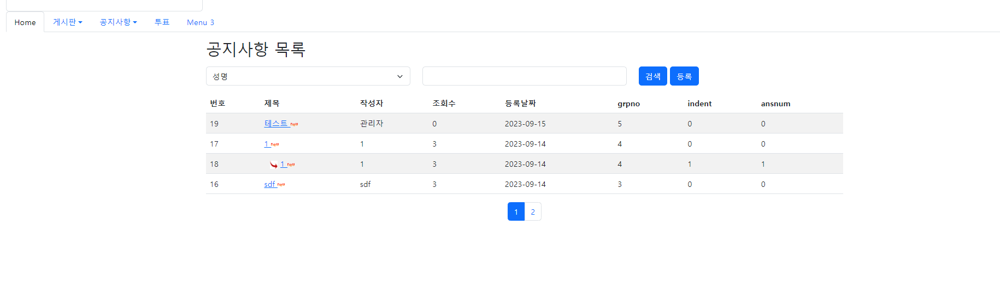 Home 게시판 공지사항 투표 Menu 3
공지사항 목록
성명 검색 등록
번호 제목 작성자 조회수 등록날짜 grpno indent ansnum
19 테스트 new 관리자 0 2023-09-15 5 0 0
17 1 new 1 3 2023-09-14 4 0 0
18 1 new 1 3 2023-09-14 4 1 1
16 sdf new sdf 3 2023-09-14 3 0 0
1 2